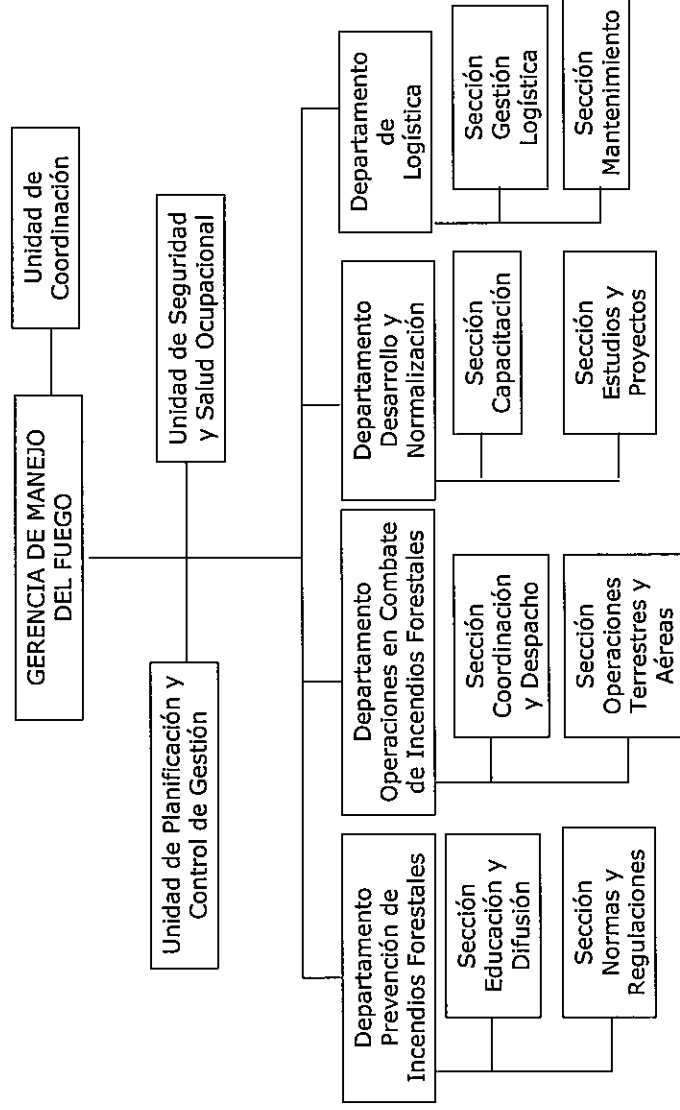 GERENCIA DE MANEJO
DEL FUEGO
Unidad de
Coordinación
Unidad de Planificación y
Control de Gestión
Unidad de Seguridad
y Salud Ocupacional
Departamento
Prevención de
Incendios Forestales
Sección
Educación y
Difusión
Sección
Normas y
Regulaciones
Departamento
Operaciones en Combate
de Incendios Forestales
Sección
Coordinación
y Despacho
Sección
Operaciones
Terrestres y
Aéreas
Departamento
Desarrollo y
Normalización
Sección
Capacitación
Sección
Estudios y
Proyectos
Departamento
de
Logística
Sección
Gestión
Logística
Sección
Mantenimiento